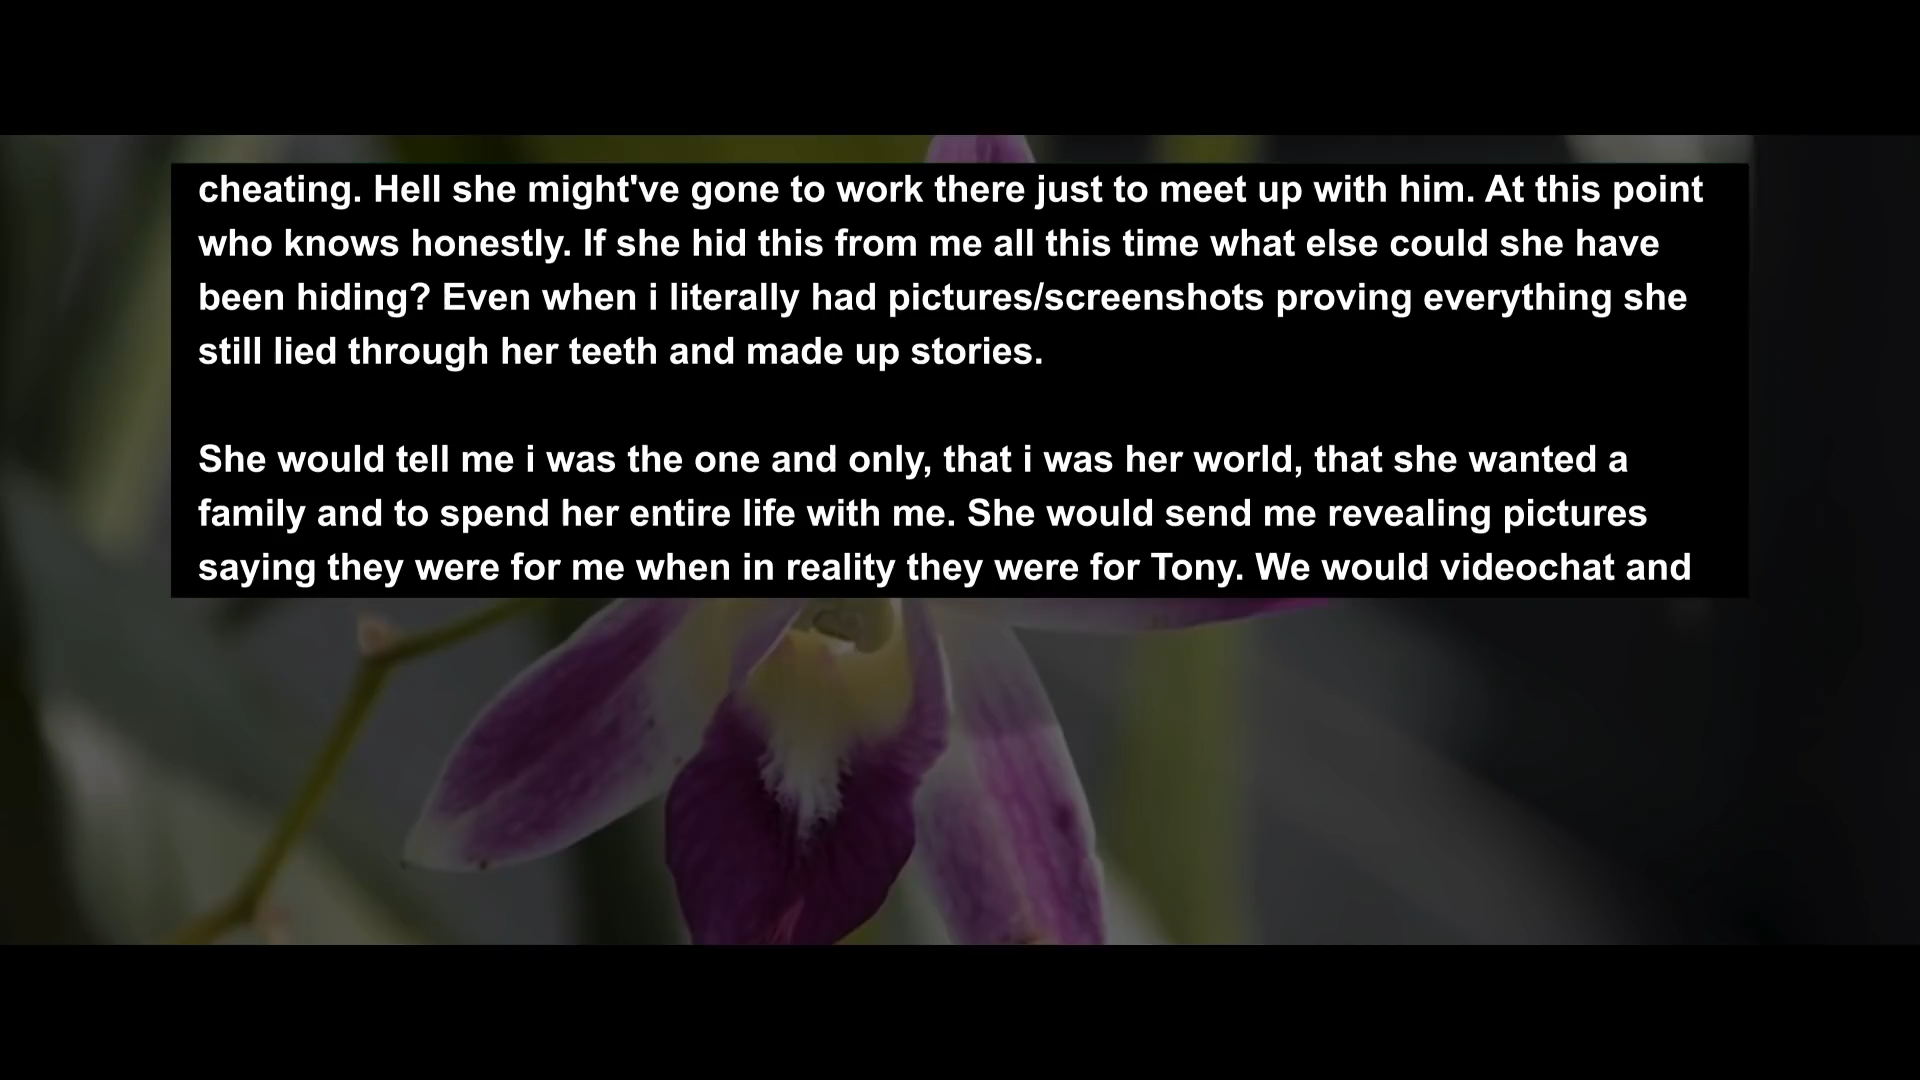 cheating. Hell she might've gone to work there just to meet up with him. At this point
who knows honestly. If she hid this from me all this time what else could she have
been hiding? Even when i literally had pictures/screenshots proving everything she
still lied through her teeth and made up stories.
She would tell me i was the one and only, that i was her world, that she wanted a
family and to spend her entire life with me. She would send me revealing pictures
saying they were for me when in reality they were for Tony. We would videochat and